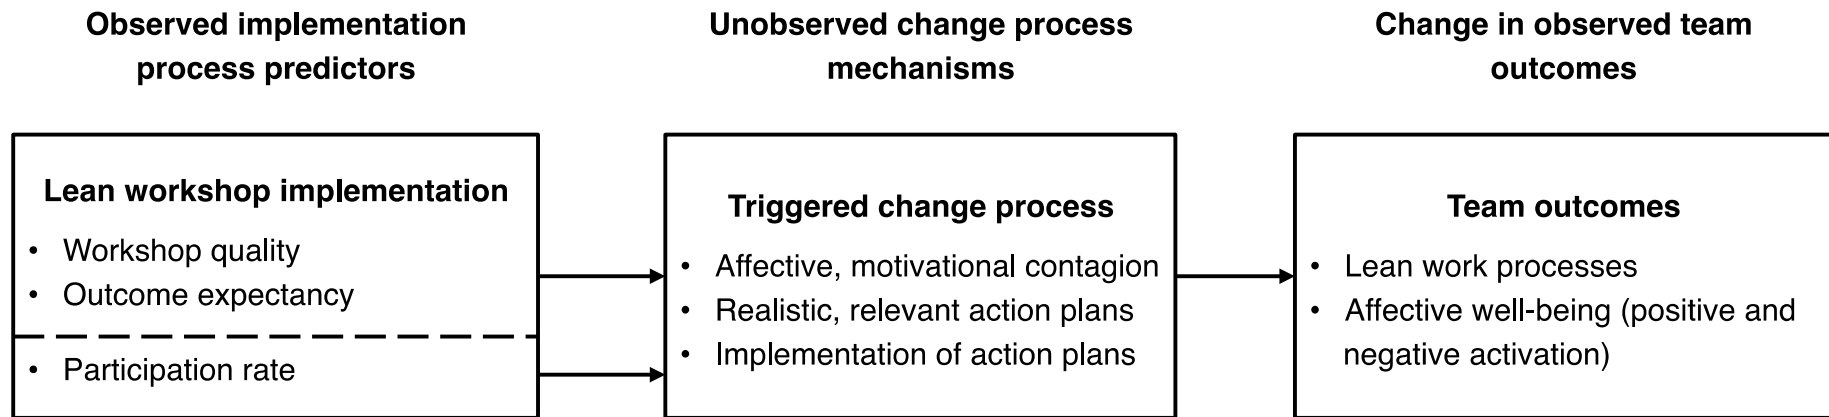 Observed implementation
process predictors
Unobserved change process
mechanisms
Change in observed team
outcomes
Lean workshop implementation
• Workshop quality
• Outcome expectancy
• Participation rate
Triggered change process
• Affective, motivational contagion
• Realistic, relevant action plans
• Implementation of action plans
Team outcomes
• Lean work processes
• Affective well-being (positive and
negative activation)